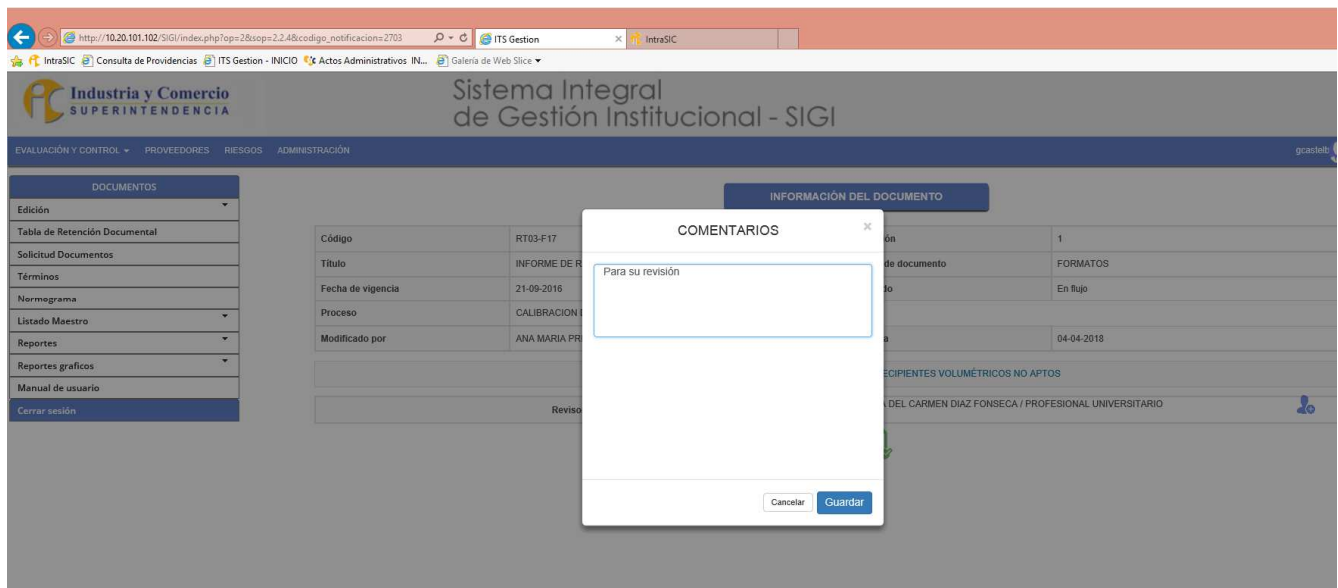 http://10.20.101.102/SIGI/index.php?op=2&sop=2.2.4&codigo_notificacion=2703
ITS Gestion
IntraSIC
IntraSIC Consulta de Providencias ITS Gestion - INICIO Actos Administrativos IN... Galería de Web Slice
Industria y Comercio
SUPERINTENDENCIA
Sistema Integral
de Gestión Institucional - SIGI
EVALUACIÓN Y CONTROL PROVEEDORES RIESGOS ADMINISTRACIÓN
gcastelb
DOCUMENTOS
Edición
Tabla de Retención Documental
Solicitud Documentos
Términos
Normograma
Listado Maestro
Reportes
Reportes graficos
Manual de usuario
Cerrar sesión
INFORMACIÓN DEL DOCUMENTO
Código RT03-F17 ón 1
Título INFORME DE R de documento FORMATOS
Fecha de vigencia 21-09-2016 do En flujo
Proceso CALIBRACION
Modificado por ANA MARIA PR a 04-04-2018
ECIPIENTES VOLUMÉTRICOS NO APTOS
Reviso DEL CARMEN DIAZ FONSECA / PROFESIONAL UNIVERSITARIO
COMENTARIOS
Para su revisión
Cancelar Guardar